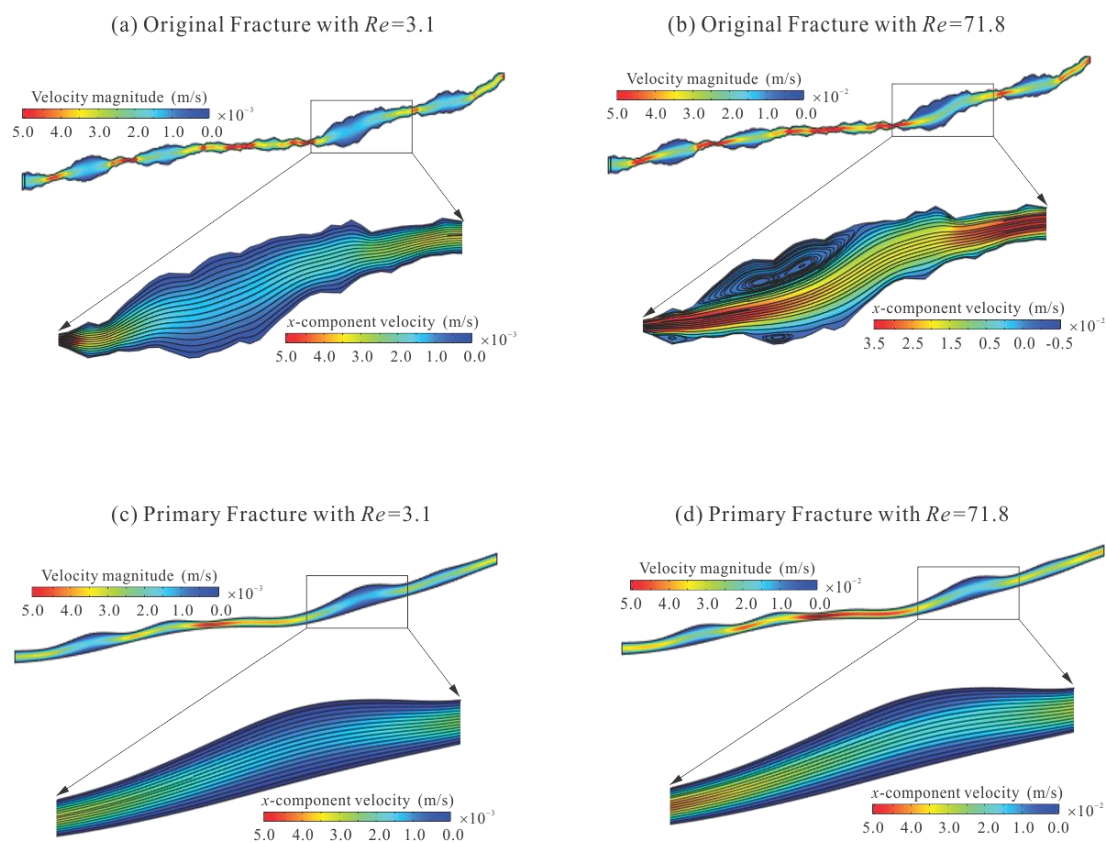 (a) Original Fracture with Re=3.1
Velocity magnitude (m/s)
×10⁻³
5.0 4.0 3.0 2.0 1.0 0.0
x-component velocity (m/s)
×10⁻³
5.0 4.0 3.0 2.0 1.0 0.0
(b) Original Fracture with Re=71.8
Velocity magnitude (m/s)
×10⁻²
5.0 4.0 3.0 2.0 1.0 0.0
x-component velocity (m/s)
×10⁻²
3.5 2.5 1.5 0.5 0.0 -0.5
(c) Primary Fracture with Re=3.1
Velocity magnitude (m/s)
×10⁻³
5.0 4.0 3.0 2.0 1.0 0.0
x-component velocity (m/s)
×10⁻³
5.0 4.0 3.0 2.0 1.0 0.0
(d) Primary Fracture with Re=71.8
Velocity magnitude (m/s)
×10⁻²
5.0 4.0 3.0 2.0 1.0 0.0
x-component velocity (m/s)
×10⁻²
5.0 4.0 3.0 2.0 1.0 0.0